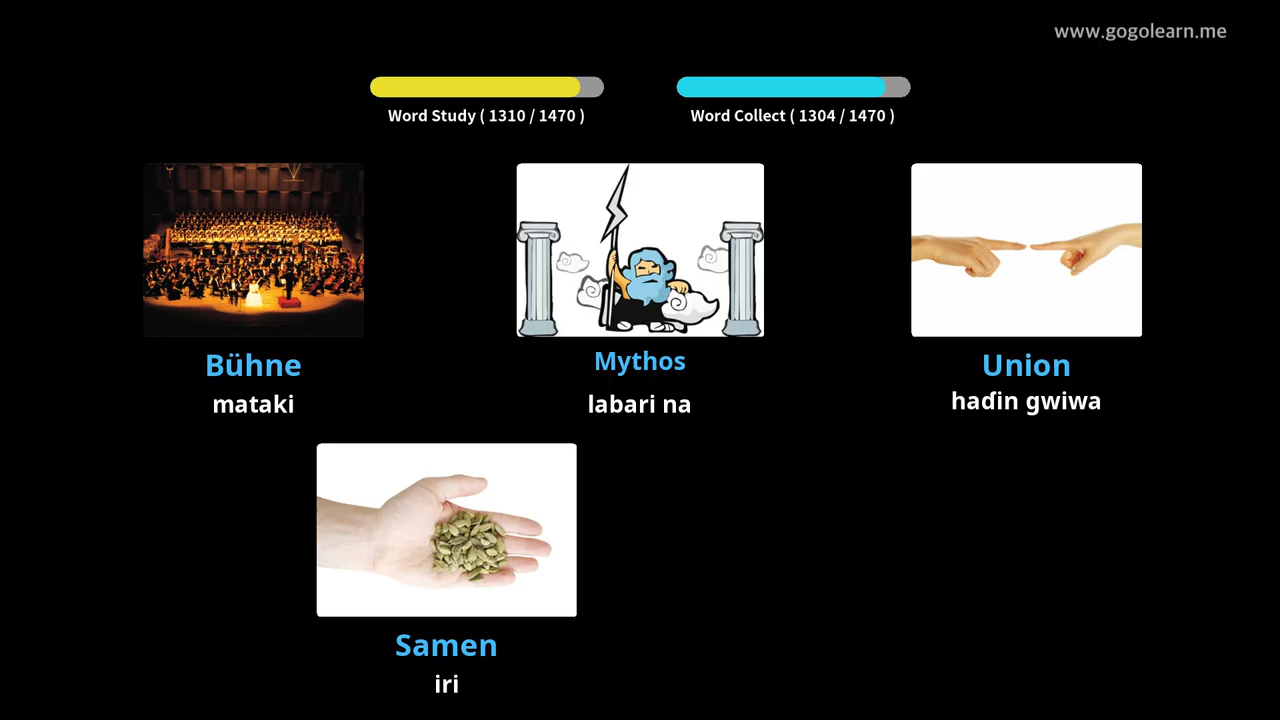 www.gogolearn.me
Word Study ( 1310 / 1470 )
Word Collect ( 1304 / 1470 )
Bühne
mataki
Mythos
labari na
Union
haɗin gwiwa
Samen
iri